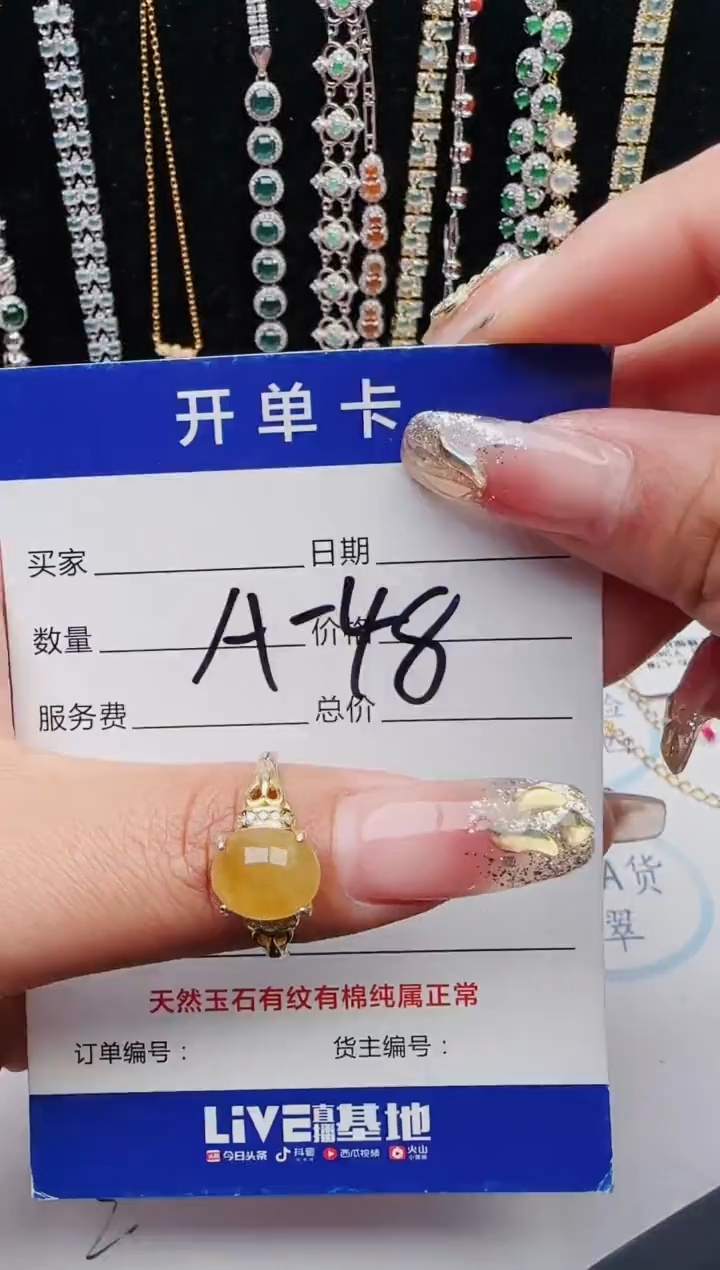 开单卡
买家 日期
数量 价格
A-48
服务费 总价
A货
翠
天然玉石有纹有棉纯属正常
订单编号： 货主编号：
LIVE直播基地
今日头条 抖音 西瓜视频 火山